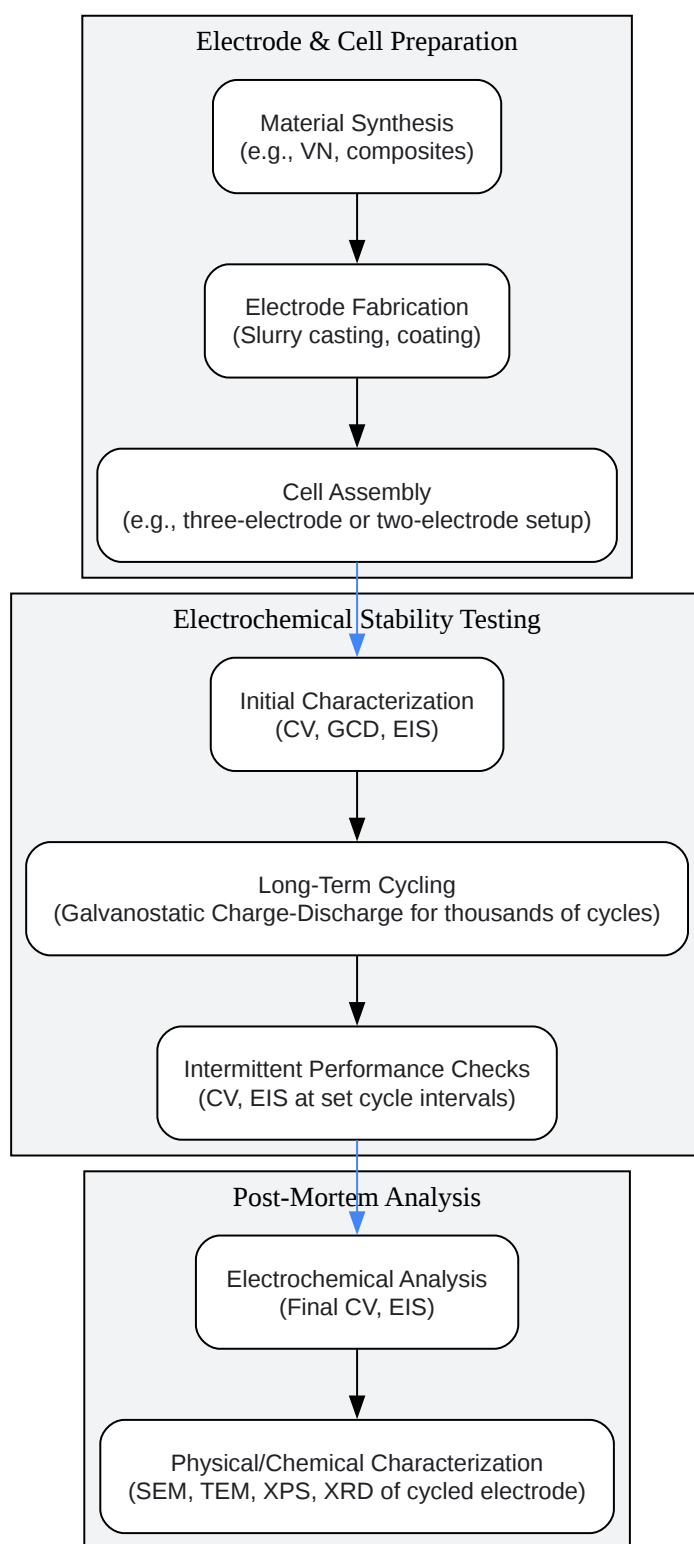 Electrode & Cell Preparation
Material Synthesis
(e.g., VN, composites)
Electrode Fabrication
(Slurry casting, coating)
Cell Assembly
(e.g., three-electrode or two-electrode setup)
Electrochemical Stability Testing
Initial Characterization
(CV, GCD, EIS)
Long-Term Cycling
(Galvanostatic Charge-Discharge for thousands of cycles)
Intermittent Performance Checks
(CV, EIS at set cycle intervals)
Post-Mortem Analysis
Electrochemical Analysis
(Final CV, EIS)
Physical/Chemical Characterization
(SEM, TEM, XPS, XRD of cycled electrode)